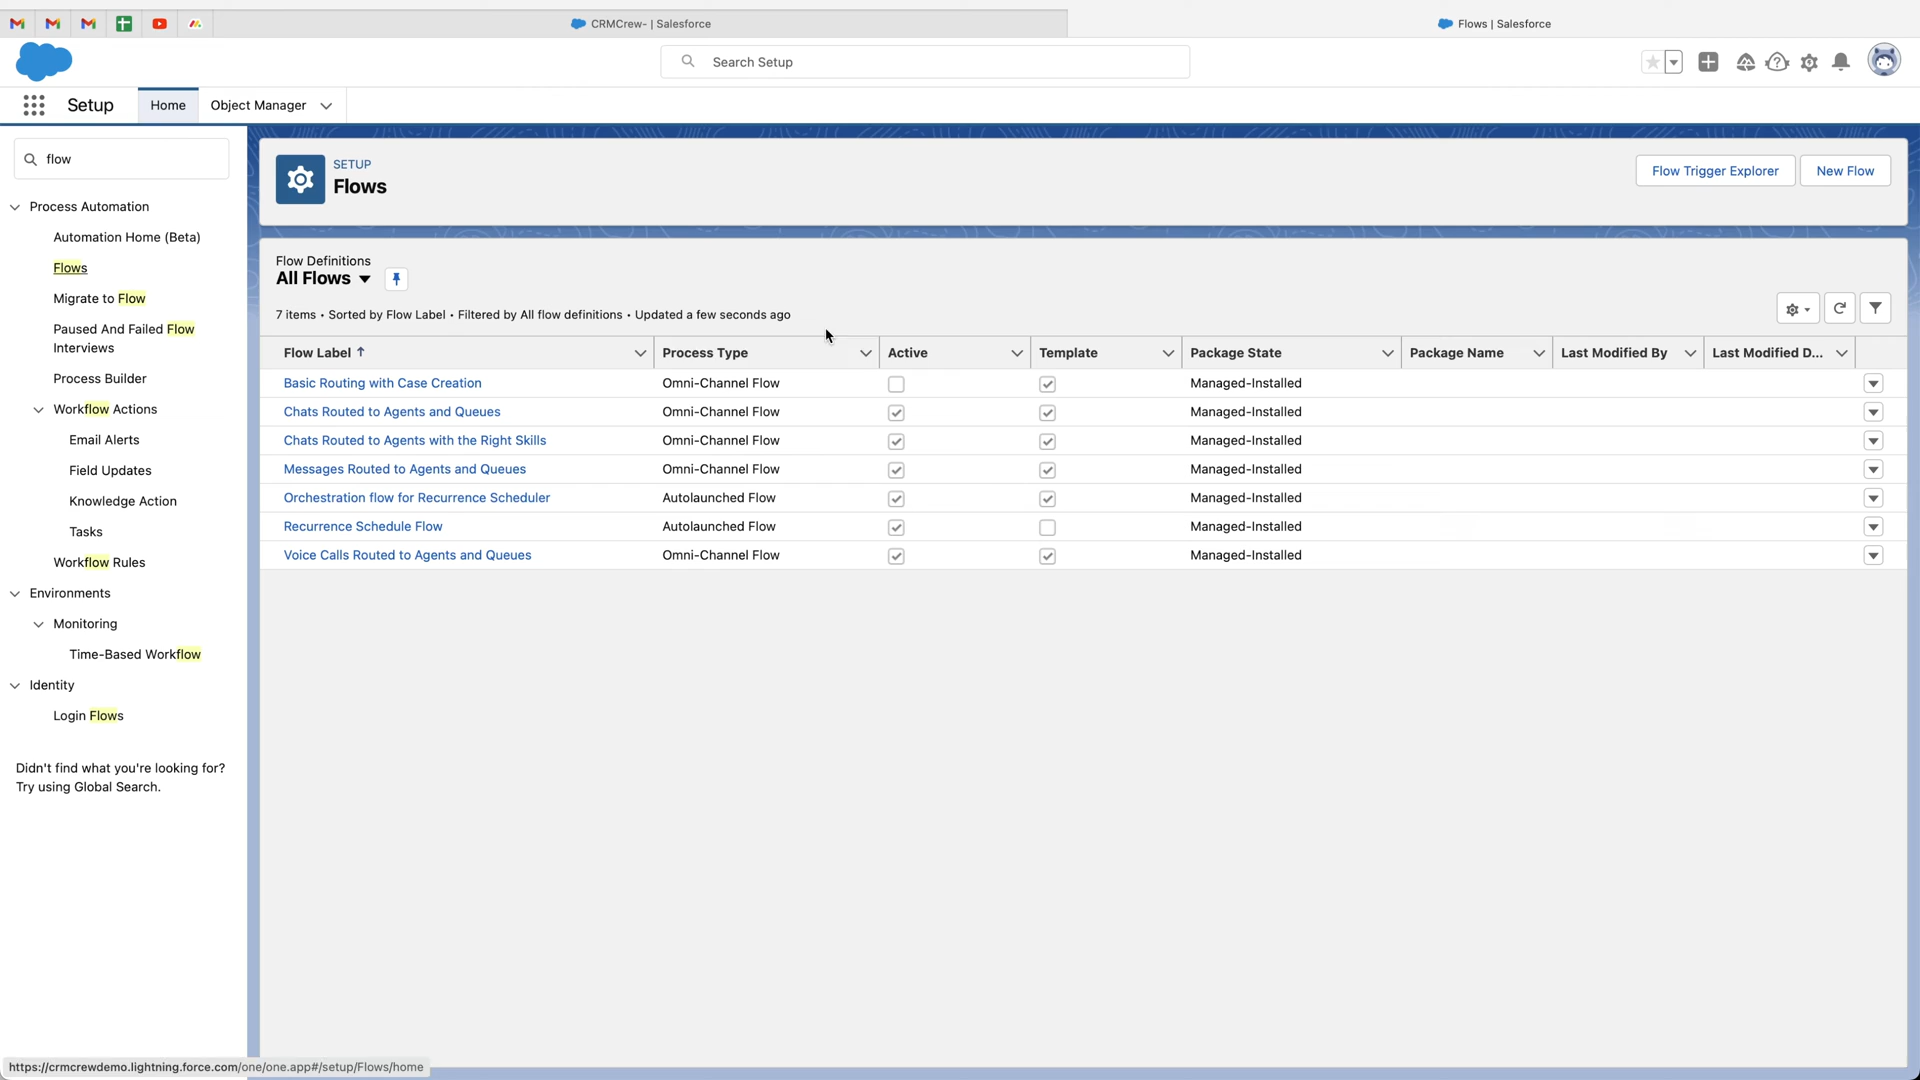 CRMCrew- | Salesforce
Flows | Salesforce
Search Setup
Setup
Home
Object Manager
flow
Process Automation
Automation Home (Beta)
Flows
Migrate to Flow
Paused And Failed Flow
Interviews
Process Builder
Workflow Actions
Email Alerts
Field Updates
Knowledge Action
Tasks
Workflow Rules
Environments
Monitoring
Time-Based Workflow
Identity
Login Flows
Didn't find what you're looking for?
Try using Global Search.
SETUP
Flows
Flow Trigger Explorer
New Flow
Flow Definitions
All Flows
7 items • Sorted by Flow Label • Filtered by All flow definitions • Updated a few seconds ago
Flow Label Process Type Active Template Package State Package Name Last Modified By Last Modified D...
Basic Routing with Case Creation Omni-Channel Flow Managed-Installed
Chats Routed to Agents and Queues Omni-Channel Flow Managed-Installed
Chats Routed to Agents with the Right Skills Omni-Channel Flow Managed-Installed
Messages Routed to Agents and Queues Omni-Channel Flow Managed-Installed
Orchestration flow for Recurrence Scheduler Autolaunched Flow Managed-Installed
Recurrence Schedule Flow Autolaunched Flow Managed-Installed
Voice Calls Routed to Agents and Queues Omni-Channel Flow Managed-Installed
https://crmcrewdemo.lightning.force.com/one/one.app#/setup/Flows/home